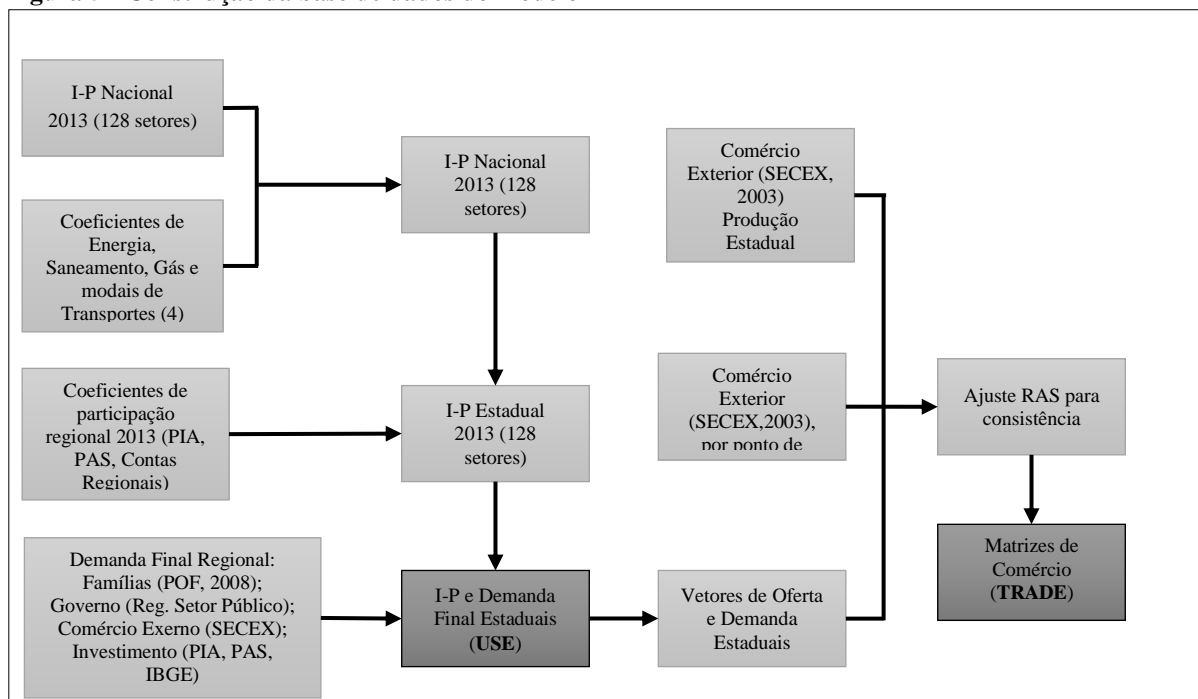 I-P Nacional
2013 (128 setores)
Coeficientes de
Energia,
Saneamento, Gás e
modais de
Transportes (4)
I-P Nacional
2013 (128
setores)
Comércio
Exterior (SECEX,
2003)
Produção
Estadual
Coeficientes de
participação
regional 2013 (PIA,
PAS, Contas
Regionais)
I-P Estadual
2013 (128
setores)
Comércio
Exterior
(SECEX,2003),
por ponto de
Ajuste RAS para
consistência
Demanda Final Regional:
Famílias (POF, 2008);
Governo (Reg. Setor Público);
Comércio Exerno (SECEX);
Investimento (PIA, PAS,
IBGE)
I-P e Demanda
Final Estaduais
(USE)
Vetores de Oferta
e Demanda
Estaduais
Matrizes de
Comércio
(TRADE)